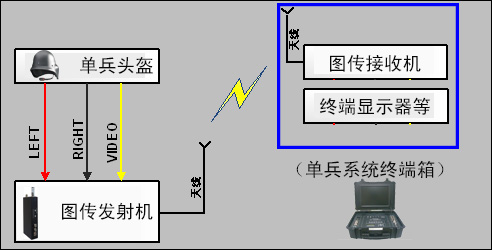 单兵头盔
LEFT
RIGHT
VIDEO
图传发射机
天线
天线
图传接收机
终端显示器等
（单兵系统终端箱）